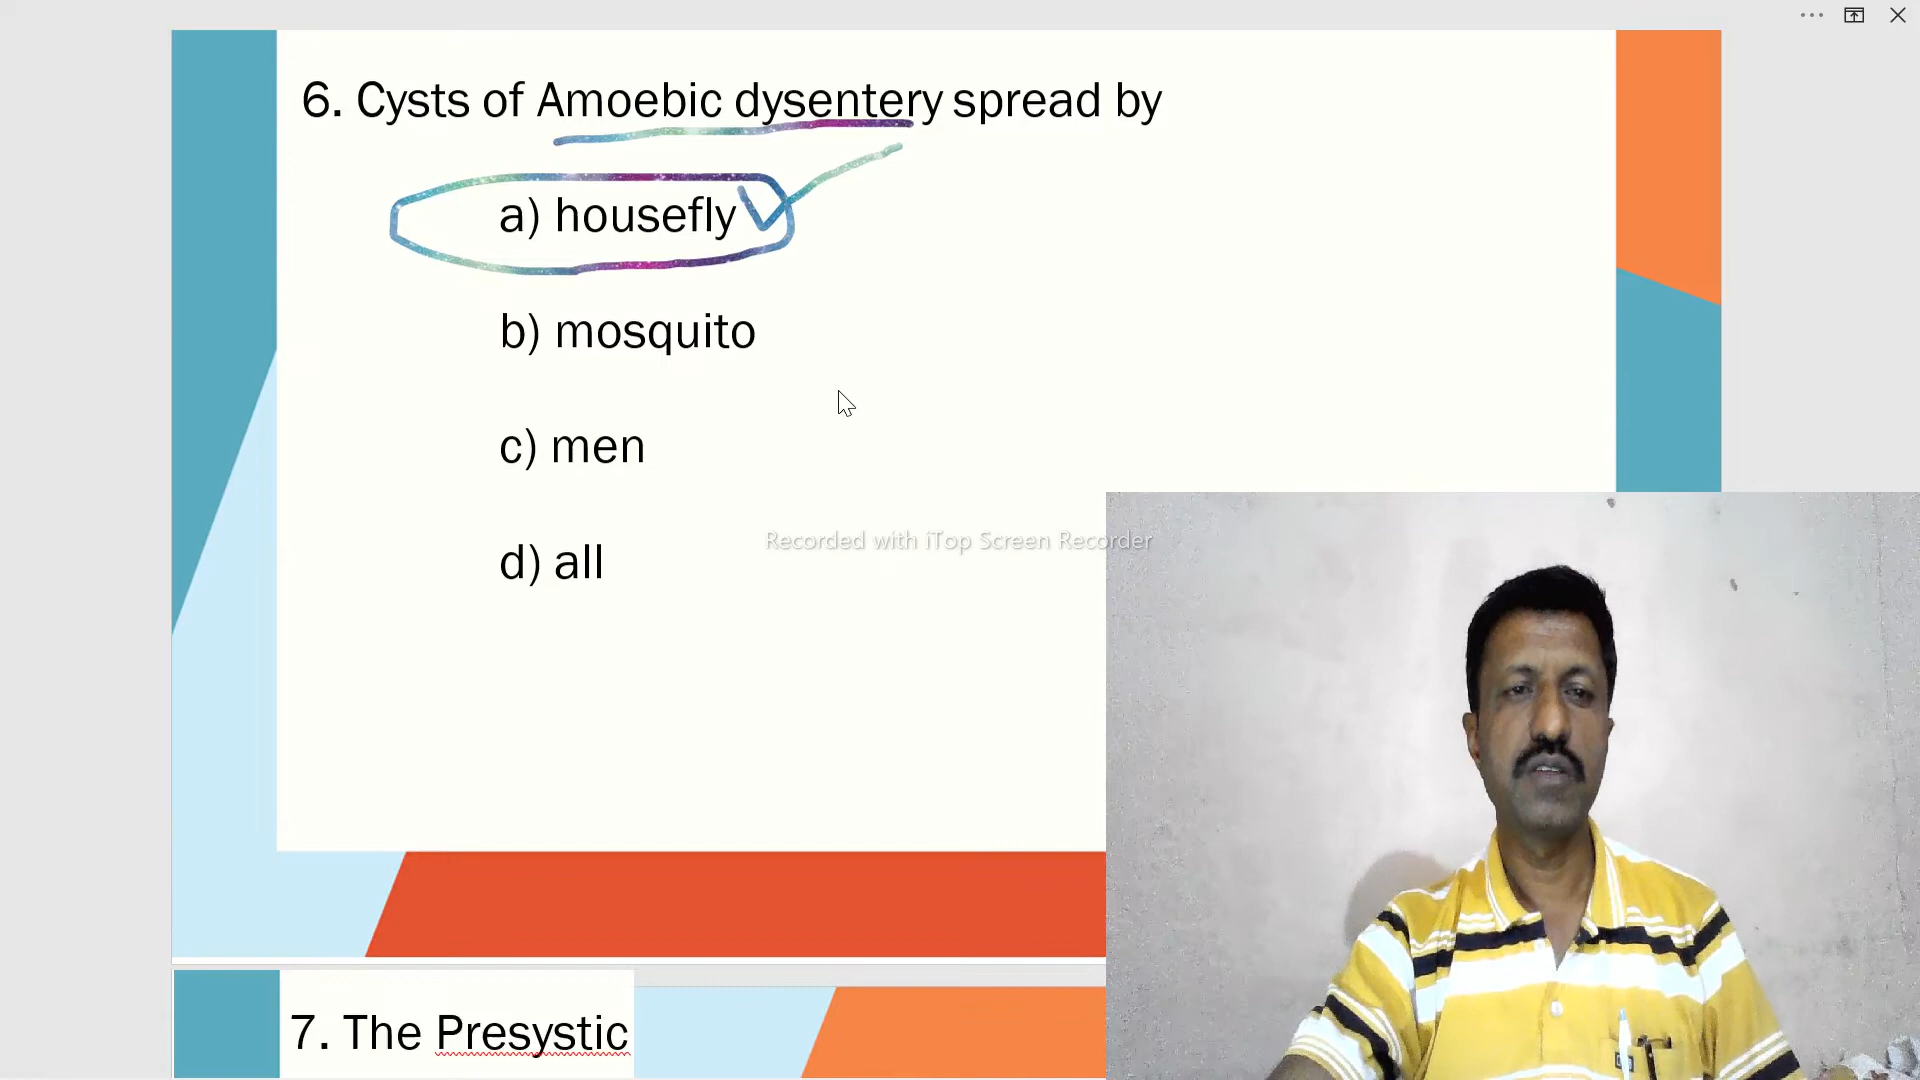 6. Cysts of Amoebic dysentery spread by
a) housefly
b) mosquito
c) men
d) all
Recorded with iTop Screen Recorder
7. The Presystic